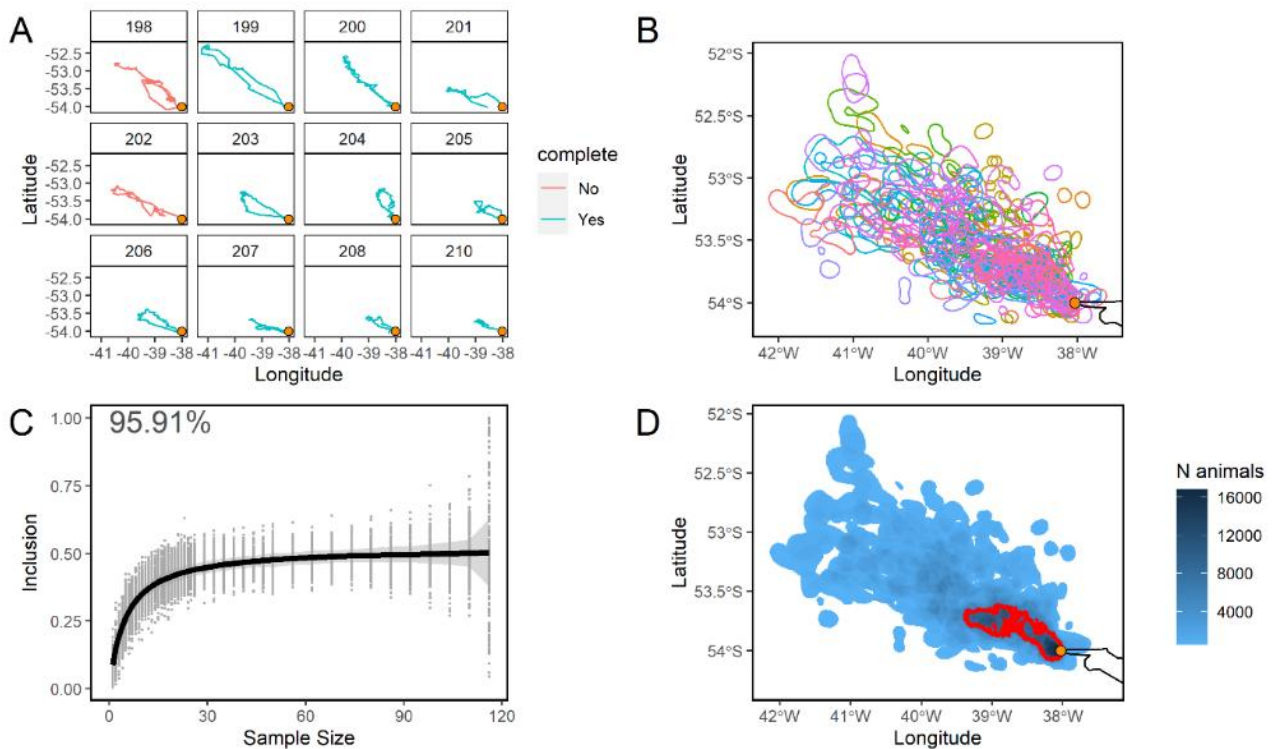 A
198 199 200 201
-52.5
-53.0
-53.5
-54.0
202 203 204 205
-52.5
-53.0
-53.5
-54.0
206 207 208 210
-52.5
-53.0
-53.5
-54.0
-41 -40 -39 -38 -41 -40 -39 -38 -41 -40 -39 -38 -41 -40 -39 -38
Longitude
Latitude
complete
No
Yes
B
52°S
52.5°S
53°S
53.5°S
54°S
42°W 41°W 40°W 39°W 38°W
Longitude
Latitude
C
95.91%
1.00
0.75
0.50
0.25
0.00
0 30 60 90 120
Sample Size
Inclusion
D
52°S
52.5°S
53°S
53.5°S
54°S
42°W 41°W 40°W 39°W 38°W
Longitude
Latitude
N animals
16000
12000
8000
4000